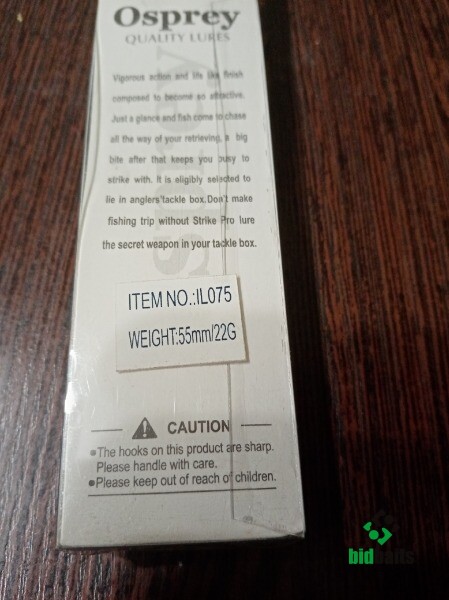 Osprey
QUALITY LURES
Vigorous action and life like finish
composed to become so attractive.
Just a glance and fish come to chase
all the way of your retrieving, a big
bite after that keeps you busy to
strike with. It is eligibly selected to
lie in anglers'tackle box.Don't make
fishing trip without Strike Pro lure
the secret weapon in your tackle box.
ITEM NO.:IL075
WEIGHT:55mm/22G
CAUTION
●The hooks on this product are sharp.
Please handle with care.
●Please keep out of reach of children.
bidbaits